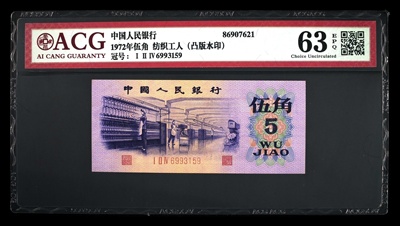 ACG
AI CANG GUARANTY
中国人民银行
86907621
1972年伍角 纺织工人（凸版水印）
冠号： I II IV 6993159
63 EPQ
Choice Uncirculated
中国人民银行
伍角
5
WU
JIAO
I II IV 6993159